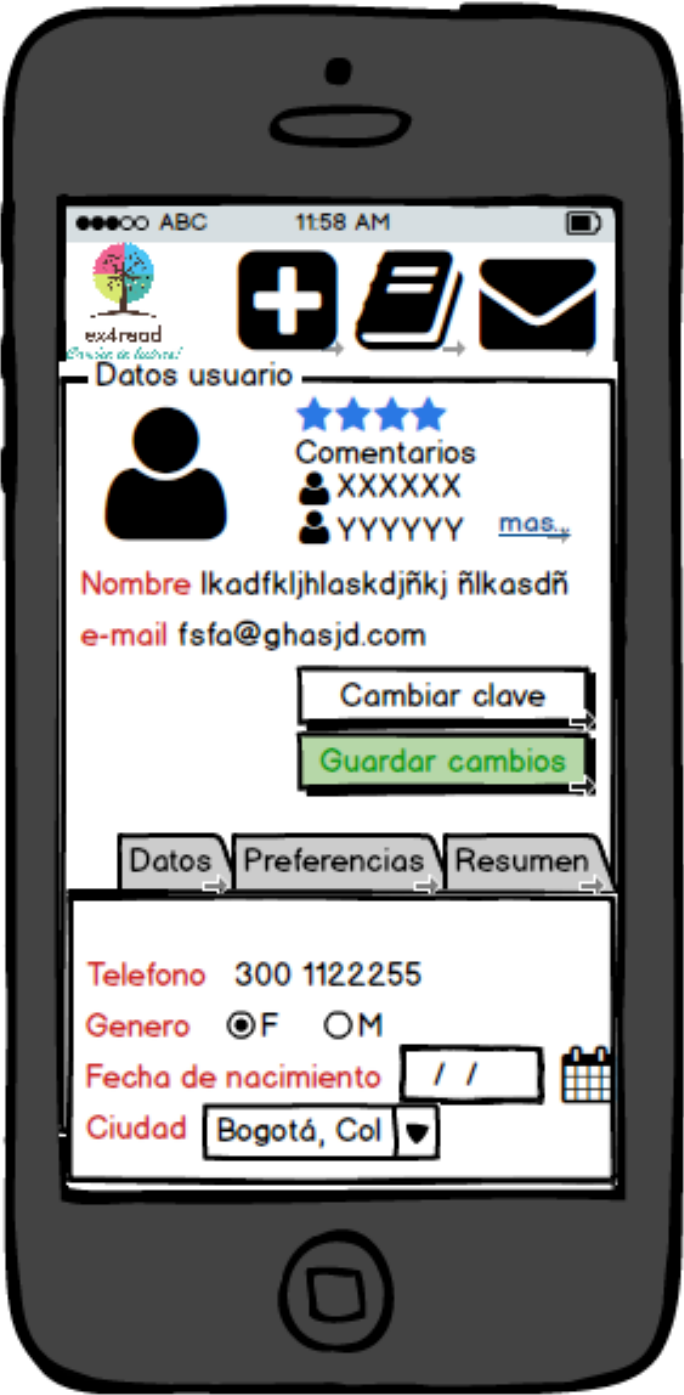 ABC 11:58 AM
ex4read
Datos usuario
Comentarios
XXXXXX
YYYYYY mas...
Nombre lkadfkljhlaskdjñkj ñlkasdñ
e-mail fsfa@ghasjd.com
Cambiar clave
Guardar cambios
Datos Preferencias Resumen
Telefono 300 1122255
Genero F M
Fecha de nacimiento / /
Ciudad Bogotá, Col